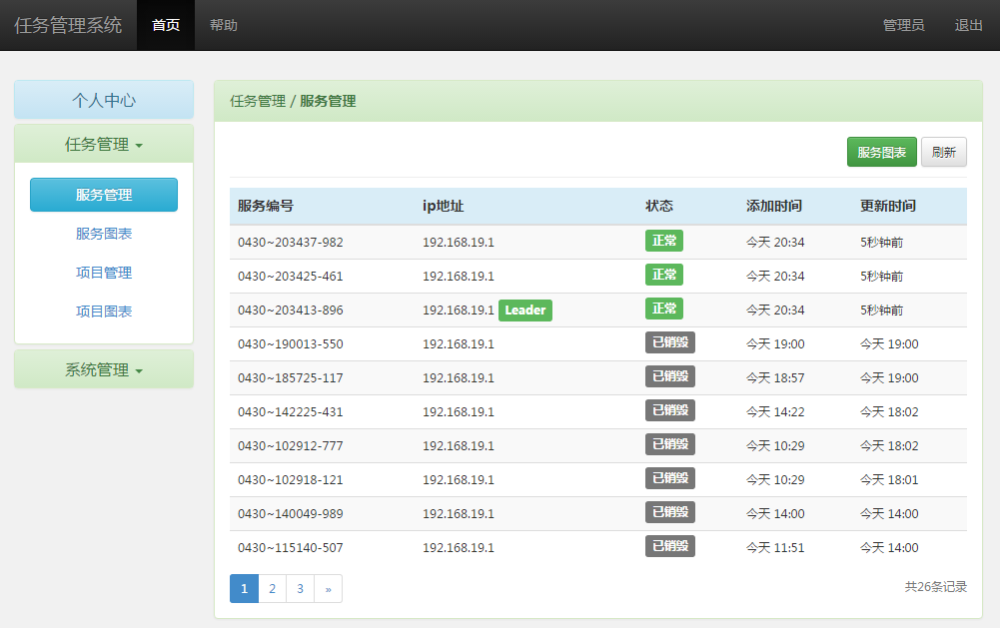 任务管理系统 首页 帮助 管理员 退出
个人中心
任务管理
服务管理
服务图表
项目管理
项目图表
系统管理
任务管理 / 服务管理
服务图表 刷新
服务编号 ip地址 状态 添加时间 更新时间
0430~203437-982 192.168.19.1 正常 今天 20:34 5秒钟前
0430~203425-461 192.168.19.1 正常 今天 20:34 5秒钟前
0430~203413-896 192.168.19.1 Leader 正常 今天 20:34 5秒钟前
0430~190013-550 192.168.19.1 已销毁 今天 19:00 今天 19:00
0430~185725-117 192.168.19.1 已销毁 今天 18:57 今天 19:00
0430~142225-431 192.168.19.1 已销毁 今天 14:22 今天 18:02
0430~102912-777 192.168.19.1 已销毁 今天 10:29 今天 18:02
0430~102918-121 192.168.19.1 已销毁 今天 10:29 今天 18:01
0430~140049-989 192.168.19.1 已销毁 今天 14:00 今天 14:00
0430~115140-507 192.168.19.1 已销毁 今天 11:51 今天 14:00
1 2 3 » 共26条记录